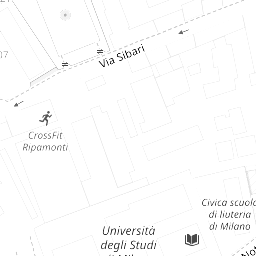 Via Sibari
CrossFit
Ripamonti
Civica scuola
di liuteria
di Milano
Università
degli Studi